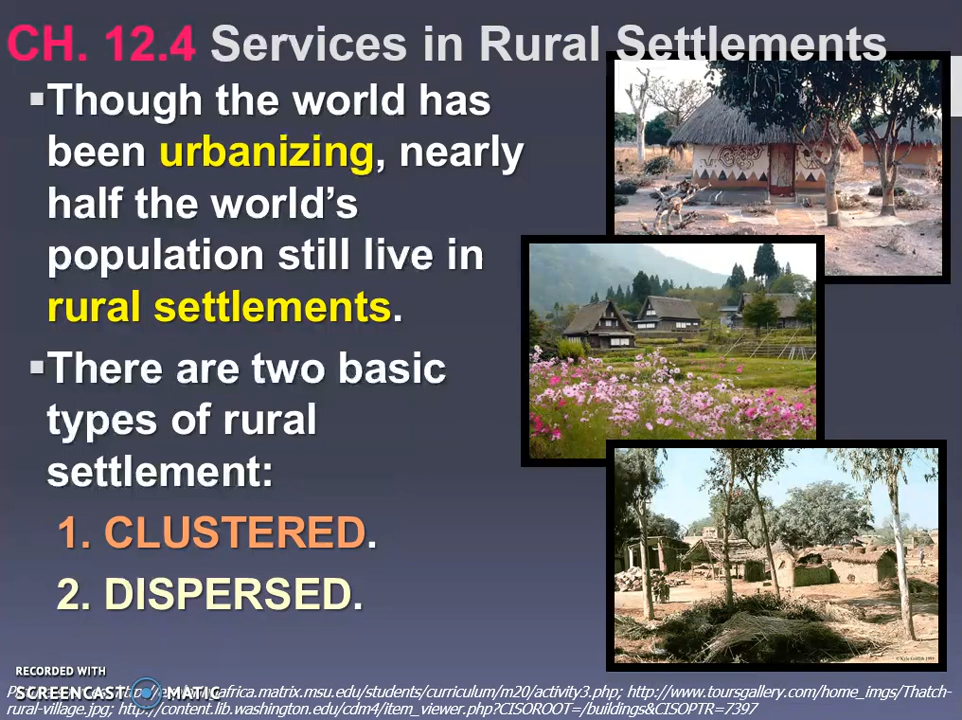 CH. 12.4 Services in Rural Settlements
▪Though the world has
been urbanizing, nearly
half the world's
population still live in
rural settlements.
▪There are two basic
types of rural
settlement:
1. CLUSTERED.
2. DISPERSED.
RECORDED WITH
SCREENCAST MATIC
africa.matrix.msu.edu/students/curriculum/m20/activity3.php; http://www.toursgallery.com/home_imgs/Thatch-
rural-village.jpg; http://content.lib.washington.edu/cdm4/item_viewer.php?CISOROOT=/buildings&CISOPTR=7397